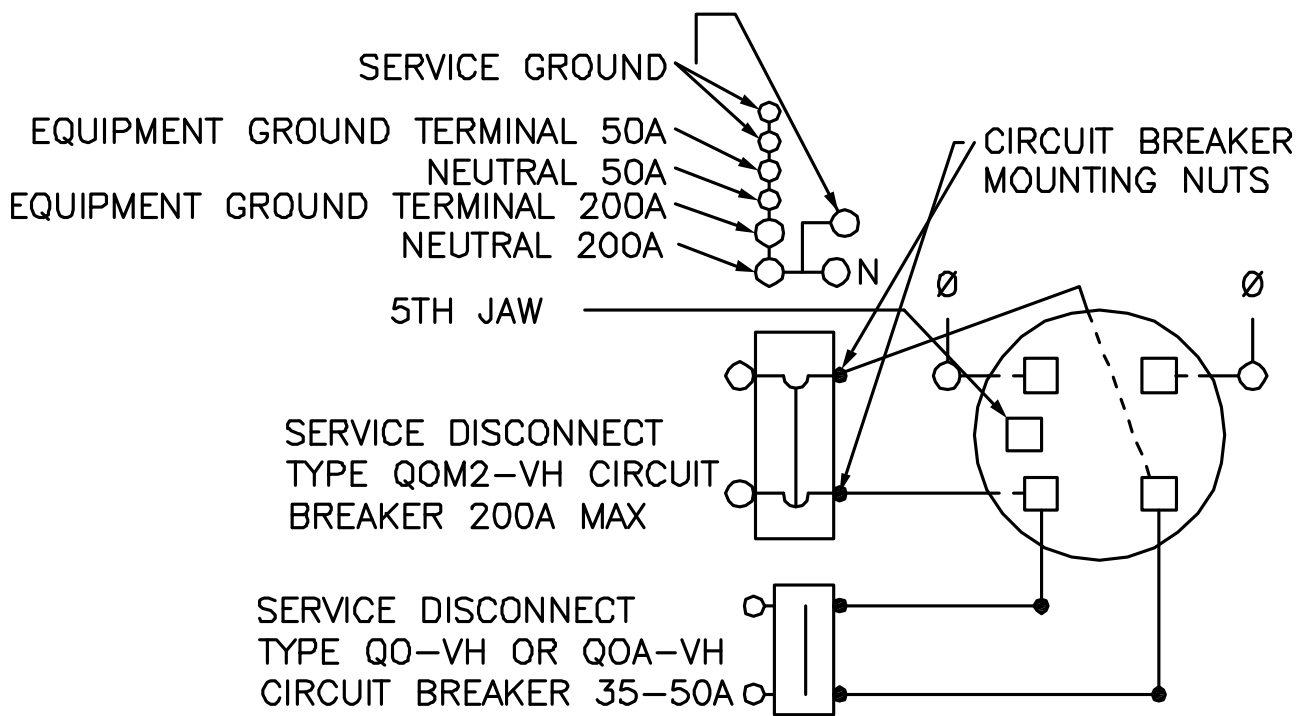 SERVICE GROUND
EQUIPMENT GROUND TERMINAL 50A
NEUTRAL 50A
EQUIPMENT GROUND TERMINAL 200A
NEUTRAL 200A
CIRCUIT BREAKER
MOUNTING NUTS
N
Ø
Ø
5TH JAW
SERVICE DISCONNECT
TYPE QOM2-VH CIRCUIT
BREAKER 200A MAX
SERVICE DISCONNECT
TYPE QO-VH OR QOA-VH
CIRCUIT BREAKER 35-50A